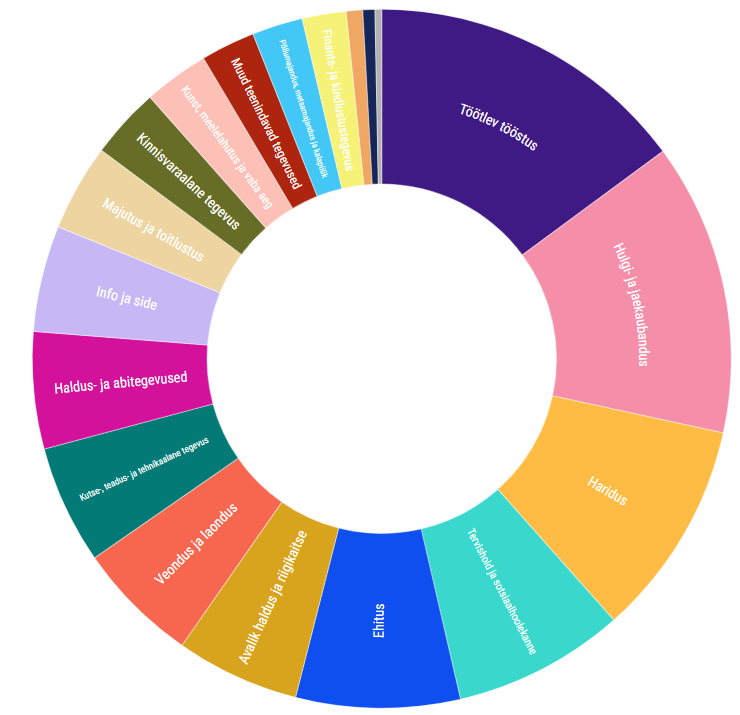 Töötlev tööstus
Hulgi- ja jaekaubandus
Haridus
Tervishoid ja sotsiaalhoolekanne
Ehitus
Avalik haldus ja riigikaitse
Veondus ja laondus
Kutse-, teadus- ja tehnikaalane tegevus
Haldus- ja abitegevused
Info ja side
Majutus ja toitlustus
Kinnisvaraalane tegevus
Kunst, meelelahutus ja vaba aeg
Muud teenindavad tegevused
Põllumajandus, metsamajandus ja kalapüük
Finants- ja kindlustustegevus